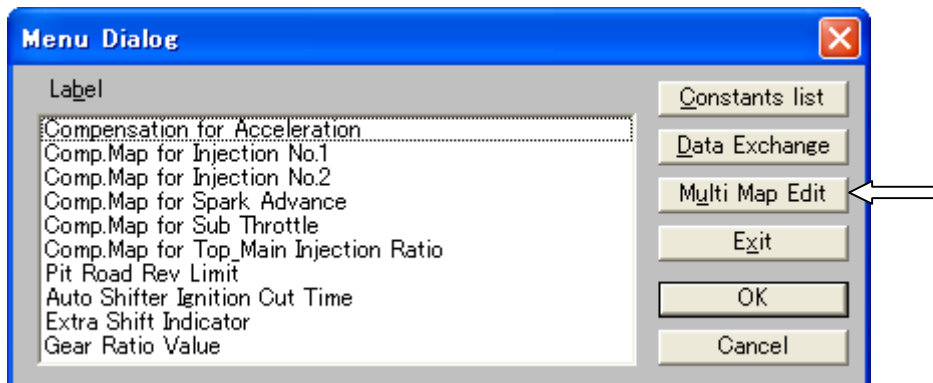 Menu Dialog
Label
Compensation for Acceleration
Comp.Map for Injection No.1
Comp.Map for Injection No.2
Comp.Map for Spark Advance
Comp.Map for Sub Throttle
Comp.Map for Top_Main Injection Ratio
Pit Road Rev Limit
Auto Shifter Ignition Cut Time
Extra Shift Indicator
Gear Ratio Value
Constants list
Data Exchange
Multi Map Edit
Exit
OK
Cancel